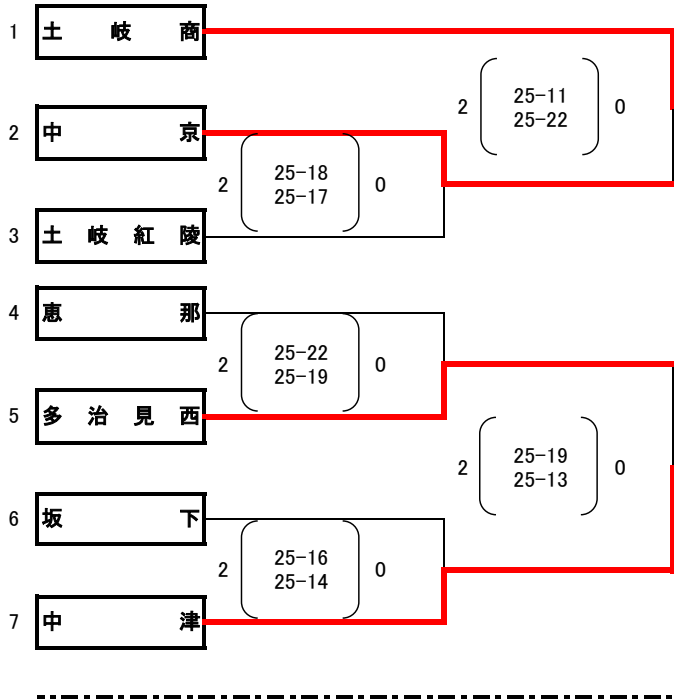 1 土岐商
2 25-11 0
25-22
2 中京
2 25-18 0
25-17
3 土岐紅陵
4 恵那
2 25-22 0
25-19
5 多治見西
2 25-19 0
25-13
6 坂下
2 25-16 0
25-14
7 中津